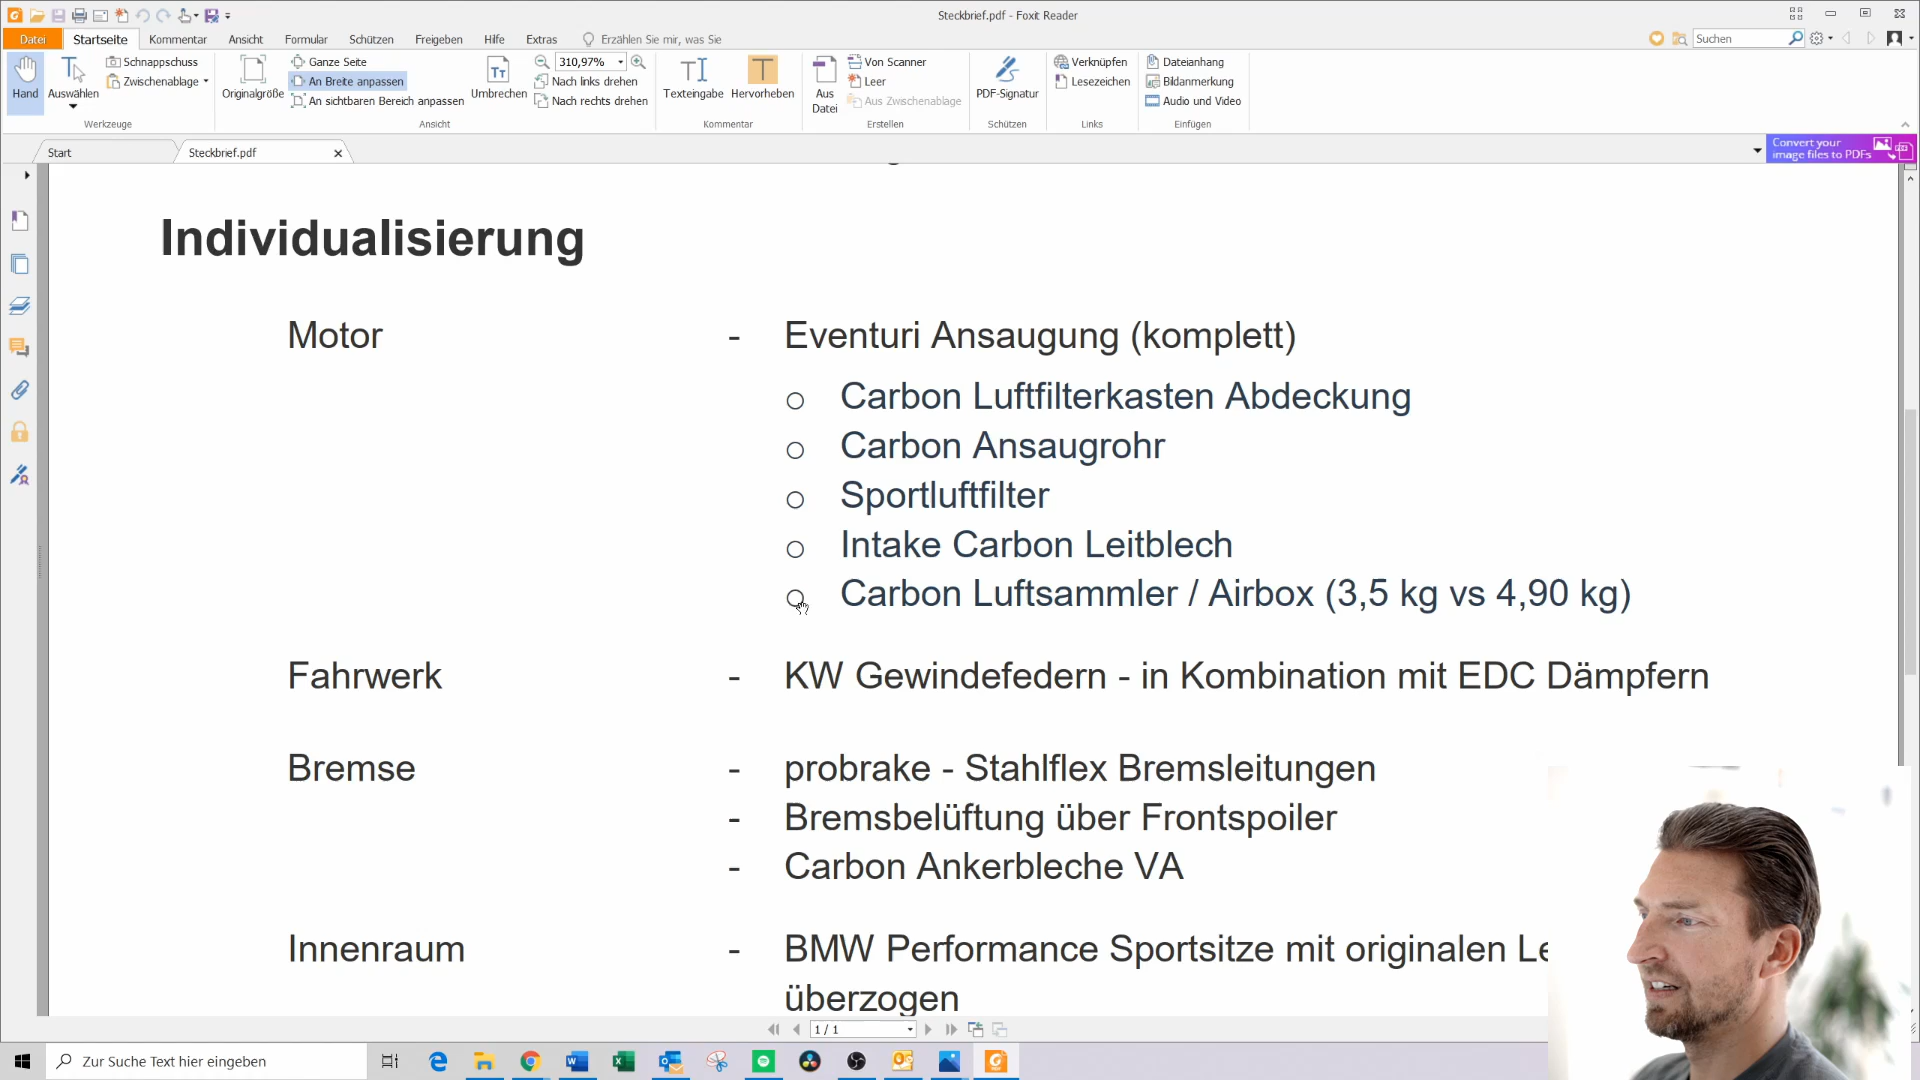 Steckbrief.pdf - Foxit Reader
Datei Startseite Kommentar Ansicht Formular Schützen Freigeben Hilfe Extras Erzählen Sie mir, was Sie Suchen
Hand
Auswählen
Schnappschuss
Zwischenablage
Werkzeuge
Originalgröße
Ganze Seite
An Breite anpassen
An sichtbaren Bereich anpassen
Umbrechen
310,97%
Nach links drehen
Nach rechts drehen
Ansicht
Texteingabe
Hervorheben
Kommentar
Aus
Datei
Von Scanner
Leer
Aus Zwischenablage
Erstellen
PDF-Signatur
Schützen
Verknüpfen
Lesezeichen
Links
Dateianhang
Bildanmerkung
Audio und Video
Einfügen
Start Steckbrief.pdf
Convert your
image files to PDFs
Individualisierung
Motor - Eventuri Ansaugung (komplett)
o Carbon Luftfilterkasten Abdeckung
o Carbon Ansaugrohr
o Sportluftfilter
o Intake Carbon Leitblech
o Carbon Luftsammler / Airbox (3,5 kg vs 4,90 kg)
Fahrwerk - KW Gewindefedern - in Kombination mit EDC Dämpfern
Bremse - probrake - Stahlflex Bremsleitungen
- Bremsbelüftung über Frontspoiler
- Carbon Ankerbleche VA
Innenraum - BMW Performance Sportsitze mit originalen
überzogen
1 / 1
Zur Suche Text hier eingeben